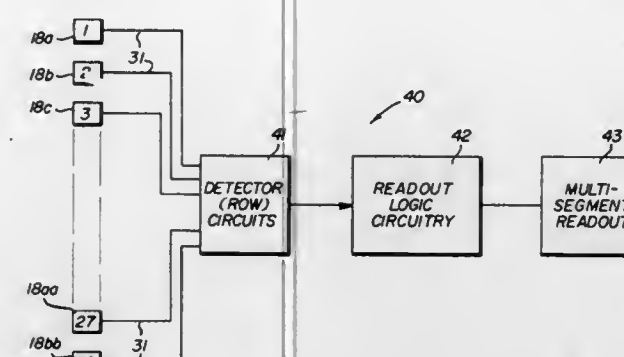 18a 1
31
18b 2
18c 3
40
41
42
43
DETECTOR
(ROW)
CIRCUITS
READOUT
LOGIC
CIRCUITRY
MULTI-
SEGMENT
READOUT
18aa
27
31
18bb